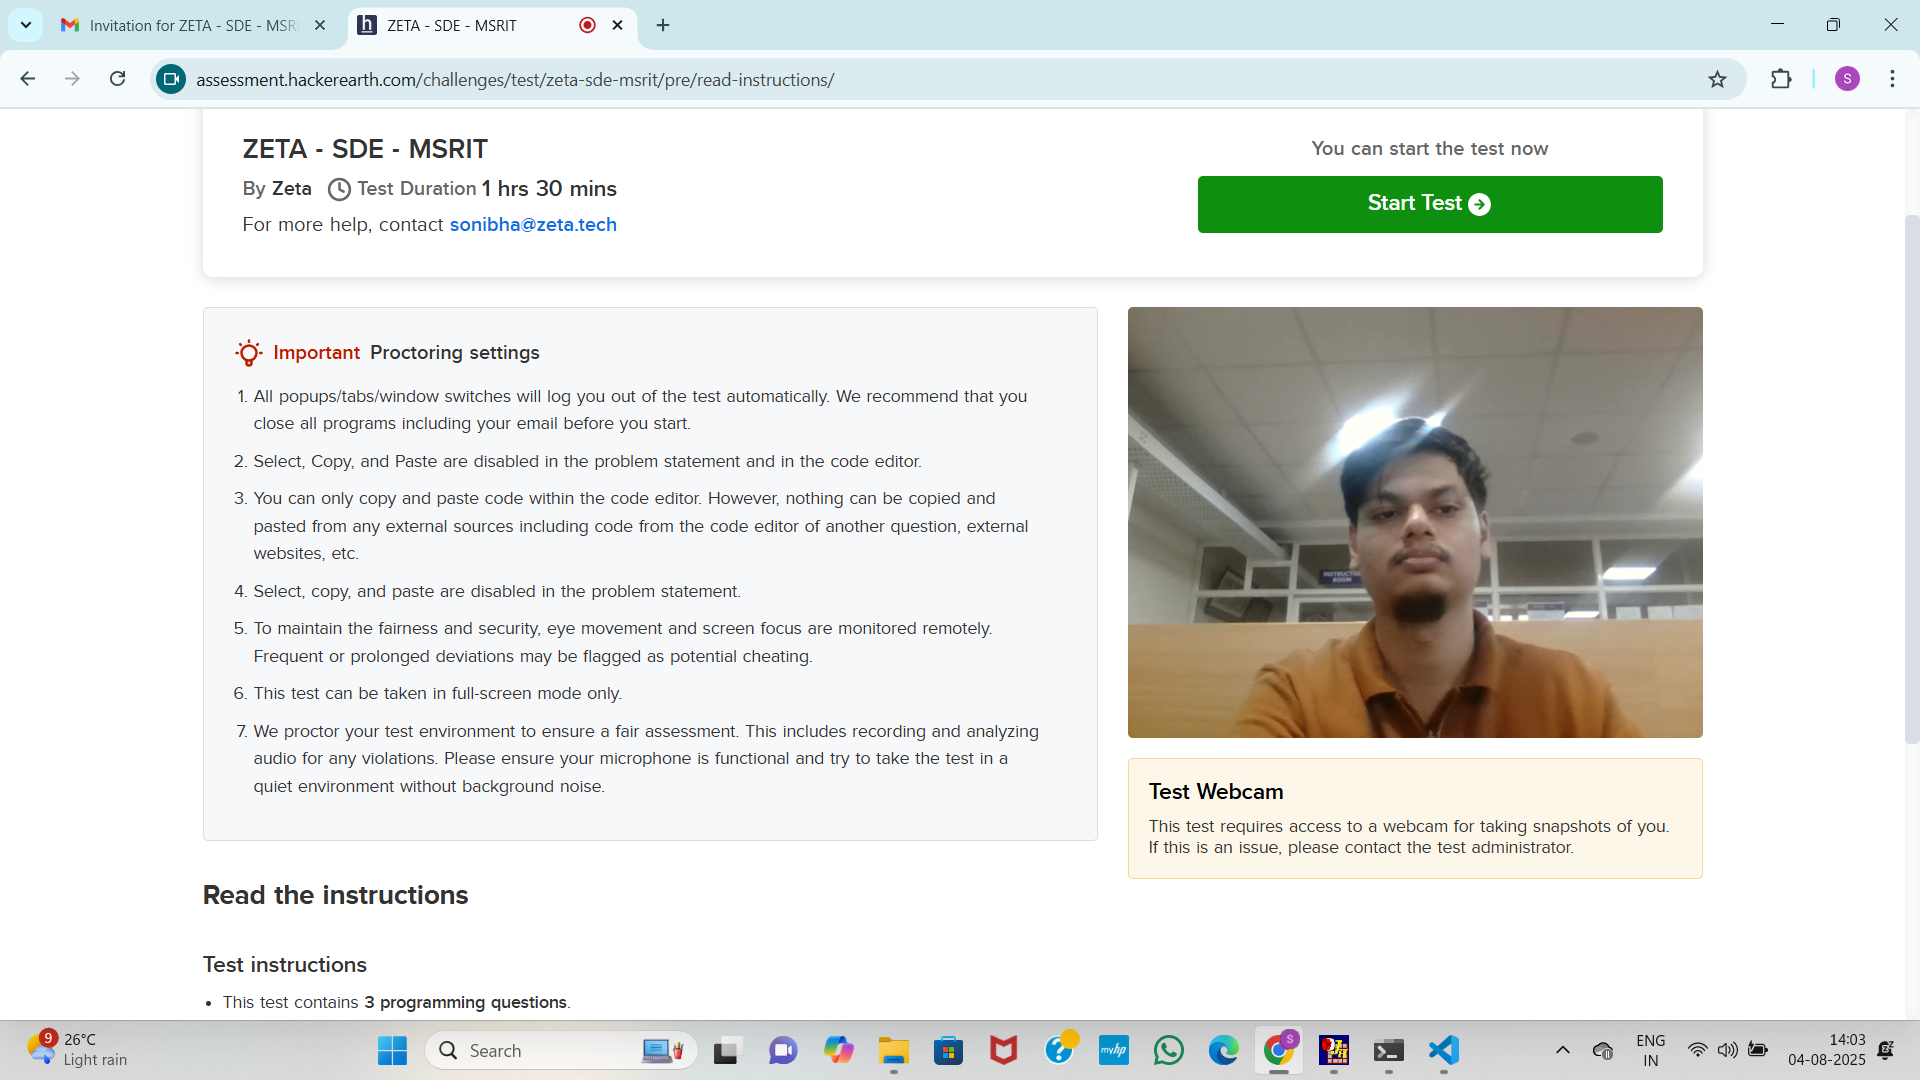 Invitation for ZETA - SDE - MSRI
ZETA - SDE - MSRIT
assessment.hackerearth.com/challenges/test/zeta-sde-msrit/pre/read-instructions/
S
ZETA - SDE - MSRIT
By Zeta Test Duration 1 hrs 30 mins
For more help, contact sonibha@zeta.tech
You can start the test now
Start Test
Important Proctoring settings
1. All popups/tabs/window switches will log you out of the test automatically. We recommend that you
close all programs including your email before you start.
2. Select, Copy, and Paste are disabled in the problem statement and in the code editor.
3. You can only copy and paste code within the code editor. However, nothing can be copied and
pasted from any external sources including code from the code editor of another question, external
websites, etc.
4. Select, copy, and paste are disabled in the problem statement.
5. To maintain the fairness and security, eye movement and screen focus are monitored remotely.
Frequent or prolonged deviations may be flagged as potential cheating.
6. This test can be taken in full-screen mode only.
7. We proctor your test environment to ensure a fair assessment. This includes recording and analyzing
audio for any violations. Please ensure your microphone is functional and try to take the test in a
quiet environment without background noise.
INSTRUCTOR
ROOM
Test Webcam
This test requires access to a webcam for taking snapshots of you.
If this is an issue, please contact the test administrator.
Read the instructions
Test instructions
• This test contains 3 programming questions.
9
26°C
Light rain
Search
myhp
S
ENG
IN
14:03
04-08-2025